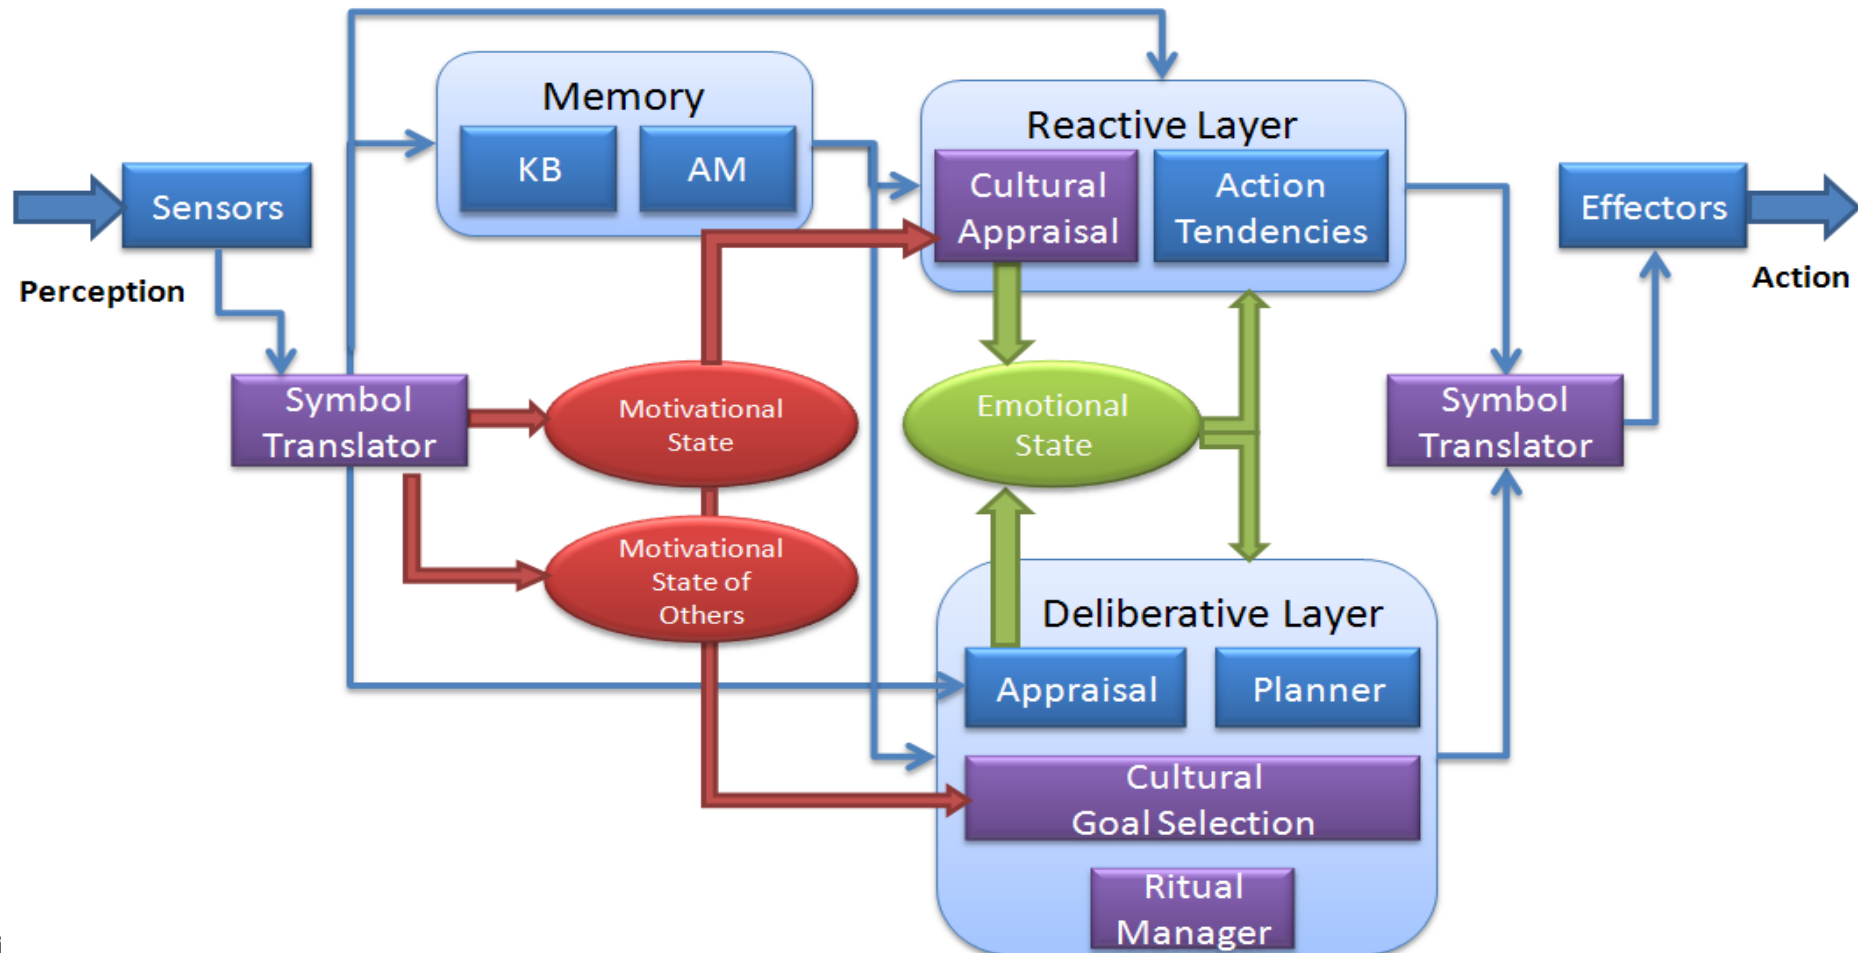 Memory
KB
AM
Reactive Layer
Cultural
Appraisal
Action
Tendencies
Sensors
Effectors
Perception
Action
Symbol
Translator
Motivational
State
Emotional
State
Symbol
Translator
Motivational
State of
Others
Deliberative Layer
Appraisal
Planner
Cultural
Goal Selection
Ritual
Manager
i